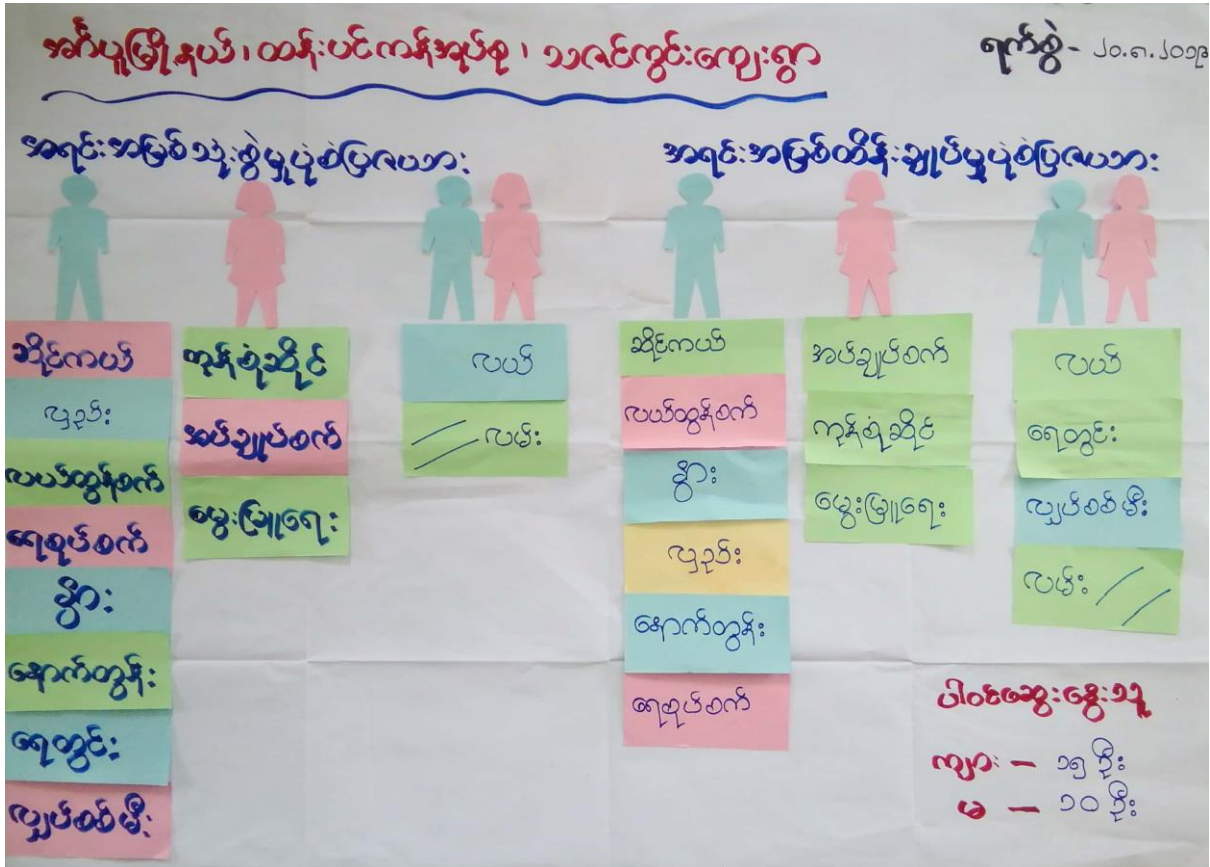 အင်္ဂပူမြို့နယ်၊ ထန်းပင်ကန်အုပ်စု၊ သဇင်ကွင်းကျေးရွာ
ရက်စွဲ - ၂၀.၈.၂၀၁၉
အရင်းအမြစ်သုံးစွဲမှုပုံစံပြဇယား
ဆိုင်ကယ်
လှည်း
လယ်ထွန်စက်
ရေစုပ်စက်
နွား
နောက်တွန်း
ရေတွင်း
လျှပ်စစ်မီး
ကုန်စုံဆိုင်
အပ်ချုပ်စက်
မွေးမြူရေး
လယ်
လမ်း
အရင်းအမြစ်ထိန်းချုပ်မှုပုံစံပြဇယား
ဆိုင်ကယ်
လယ်ထွန်စက်
နွား
လှည်း
နောက်တွန်း
ရေစုပ်စက်
အပ်ချုပ်စက်
ကုန်စုံဆိုင်
မွေးမြူရေး
လယ်
ရေတွင်း
လျှပ်စစ်မီး
လမ်း
ပါဝင်ဆွေးနွေးသူ
ကျား - ၁၅ ဦး
မ - ၁၀ ဦး